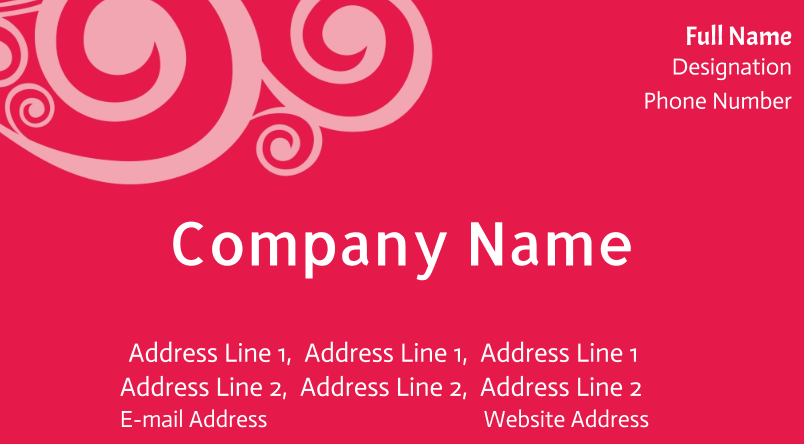 Full Name
Designation
Phone Number
Company Name
Address Line 1, Address Line 1, Address Line 1
Address Line 2, Address Line 2, Address Line 2
E-mail Address Website Address